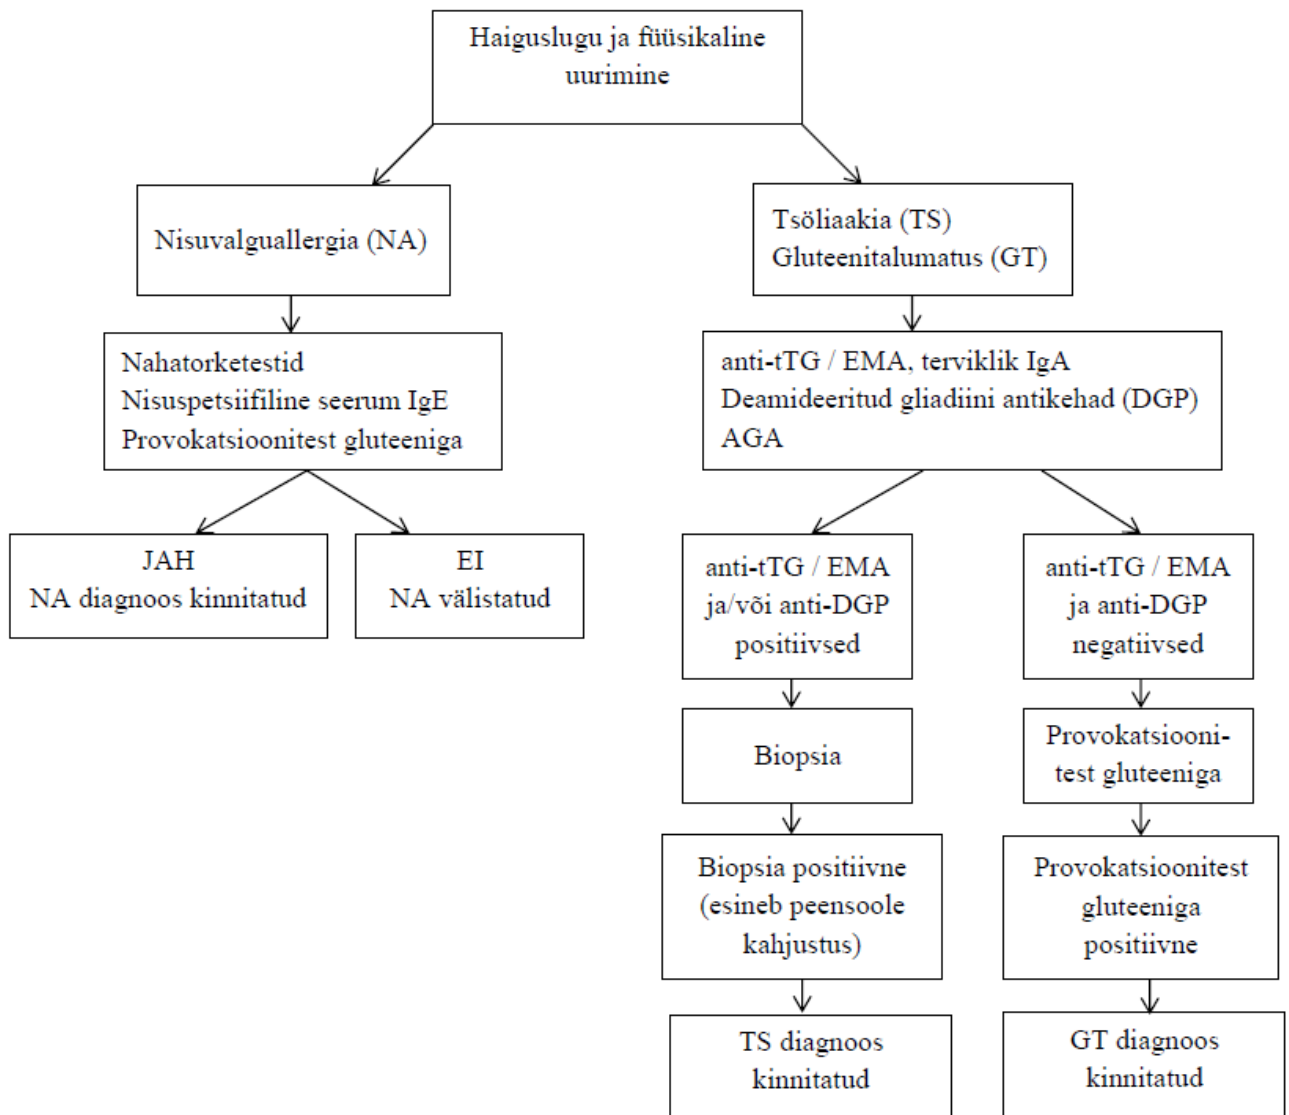 Haiguslugu ja füüsikaline
uurimine
Nisuvalguallergia (NA)
Tsöliaakia (TS)
Gluteenitalumatus (GT)
Nahatorketestid
Nisuspetsiifiline seerum IgE
Provokatsioonitest gluteeniga
anti-tTG / EMA, terviklik IgA
Deamideeritud gliadiini antikehad (DGP)
AGA
JAH
NA diagnoos kinnitatud
EI
NA välistatud
anti-tTG / EMA
ja/või anti-DGP
positiivsed
anti-tTG / EMA
ja anti-DGP
negatiivsed
Biopsia
Provokatsiooni-
test gluteeniga
Biopsia positiivne
(esineb peensoole
kahjustus)
Provokatsioonitest
gluteeniga
positiivne
TS diagnoos
kinnitatud
GT diagnoos
kinnitatud